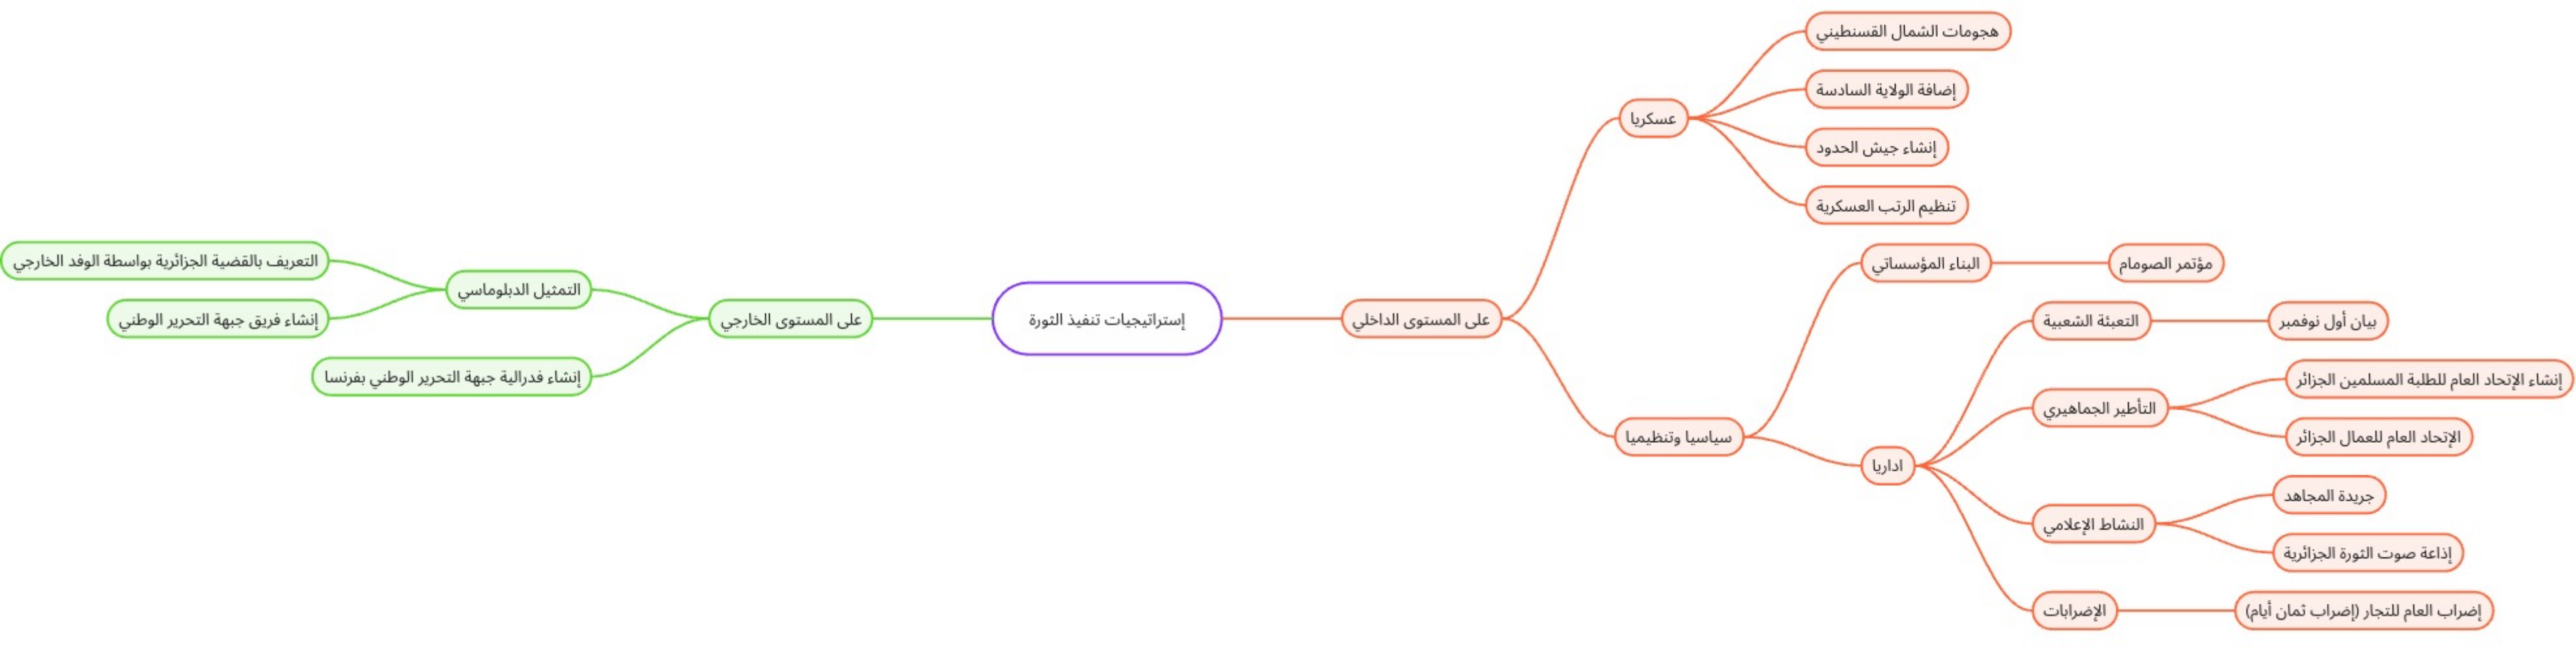 إستراتيجيات تنفيذ الثورة
على المستوى الداخلي
عسكريا
هجومات الشمال القسنطيني
إضافة الولاية السادسة
إنشاء جيش الحدود
تنظيم الرتب العسكرية
سياسيا وتنظيميا
البناء المؤسساتي
مؤتمر الصومام
اداريا
التعبئة الشعبية
بيان أول نوفمبر
التأطير الجماهيري
إنشاء الإتحاد العام للطلبة المسلمين الجزائر
الإتحاد العام للعمال الجزائر
النشاط الإعلامي
جريدة المجاهد
إذاعة صوت الثورة الجزائرية
الإضرابات
إضراب العام للتجار (إضراب ثمان أيام)
على المستوى الخارجي
التمثيل الدبلوماسي
التعريف بالقضية الجزائرية بواسطة الوفد الخارجي
إنشاء فريق جبهة التحرير الوطني
إنشاء فدرالية جبهة التحرير الوطني بفرنسا